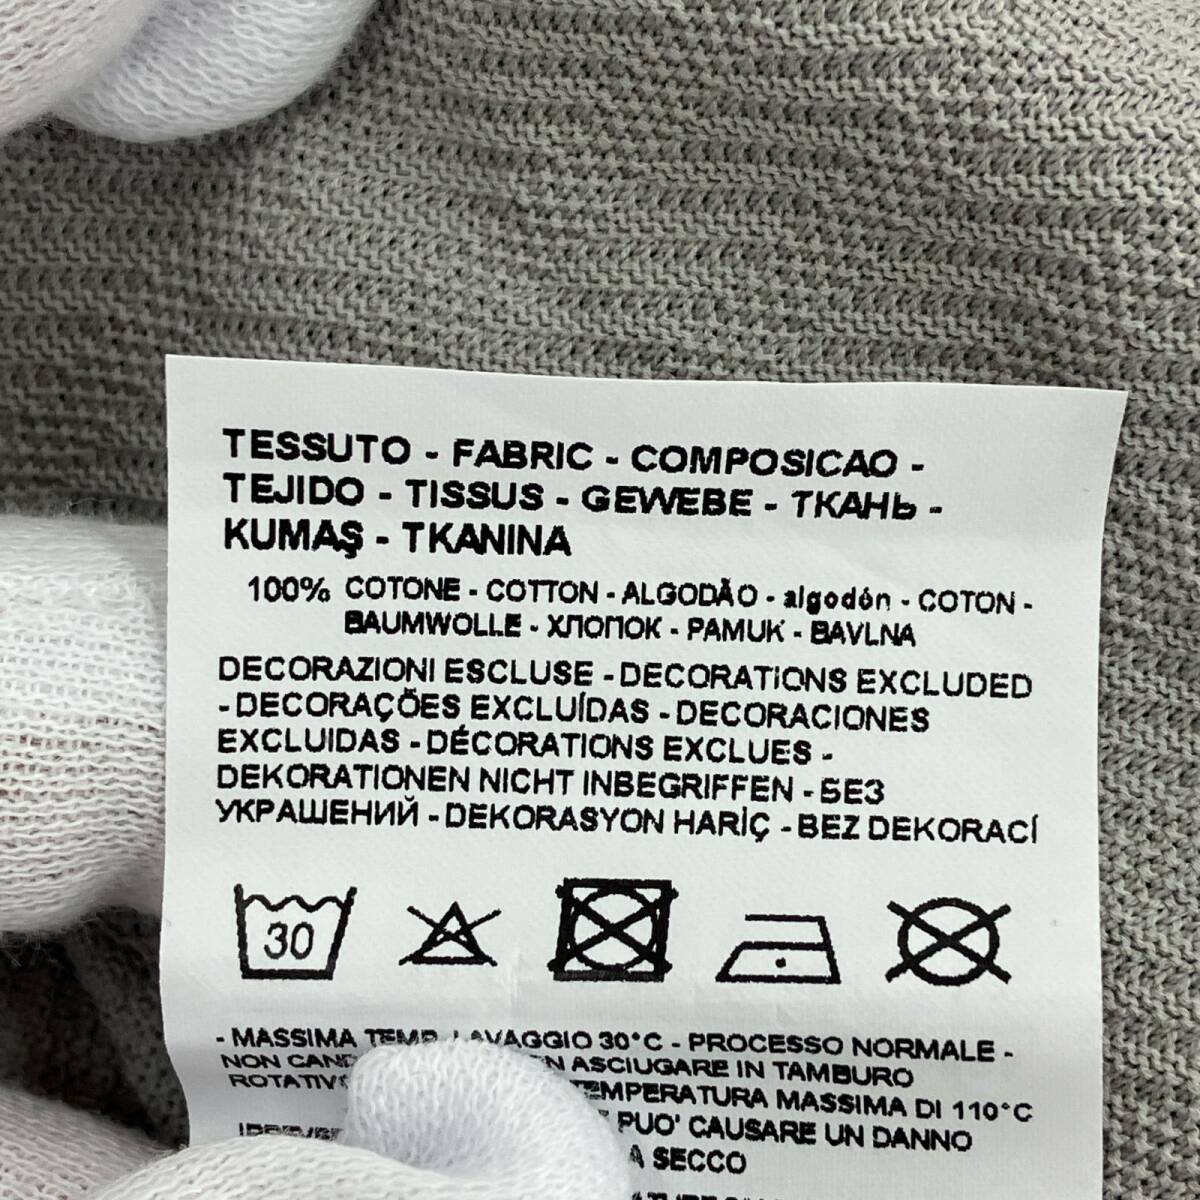 TESSUTO - FABRIC - COMPOSICAO -
TEJIDO - TISSUS - GEWEBE - ТКАНЬ -
KUMAŞ - TKANINA
100% COTONE - COTTON - ALGODÃO - algodón - COTON -
BAUMWOLLE - ХЛОПОК - PAMUK - BAVLNA
DECORAZIONI ESCLUSE - DECORATIONS EXCLUDED
- DECORAÇÕES EXCLUÍDAS - DECORACIONES
EXCLUIDAS - DÉCORATIONS EXCLUES -
DEKORATIONEN NICHT INBEGRIFFEN - БЕЗ
УКРАШЕНИЙ - DEKORASYON HARİÇ - BEZ DEKORACÍ
30
- MASSIMA TEMP. LAVAGGIO 30°C - PROCESSO NORMALE -
NON ASCIUGARE IN TAMBURO
TEMPERATURA MASSIMA DI 110°C
PUO' CAUSARE UN DANNO
A SECCO